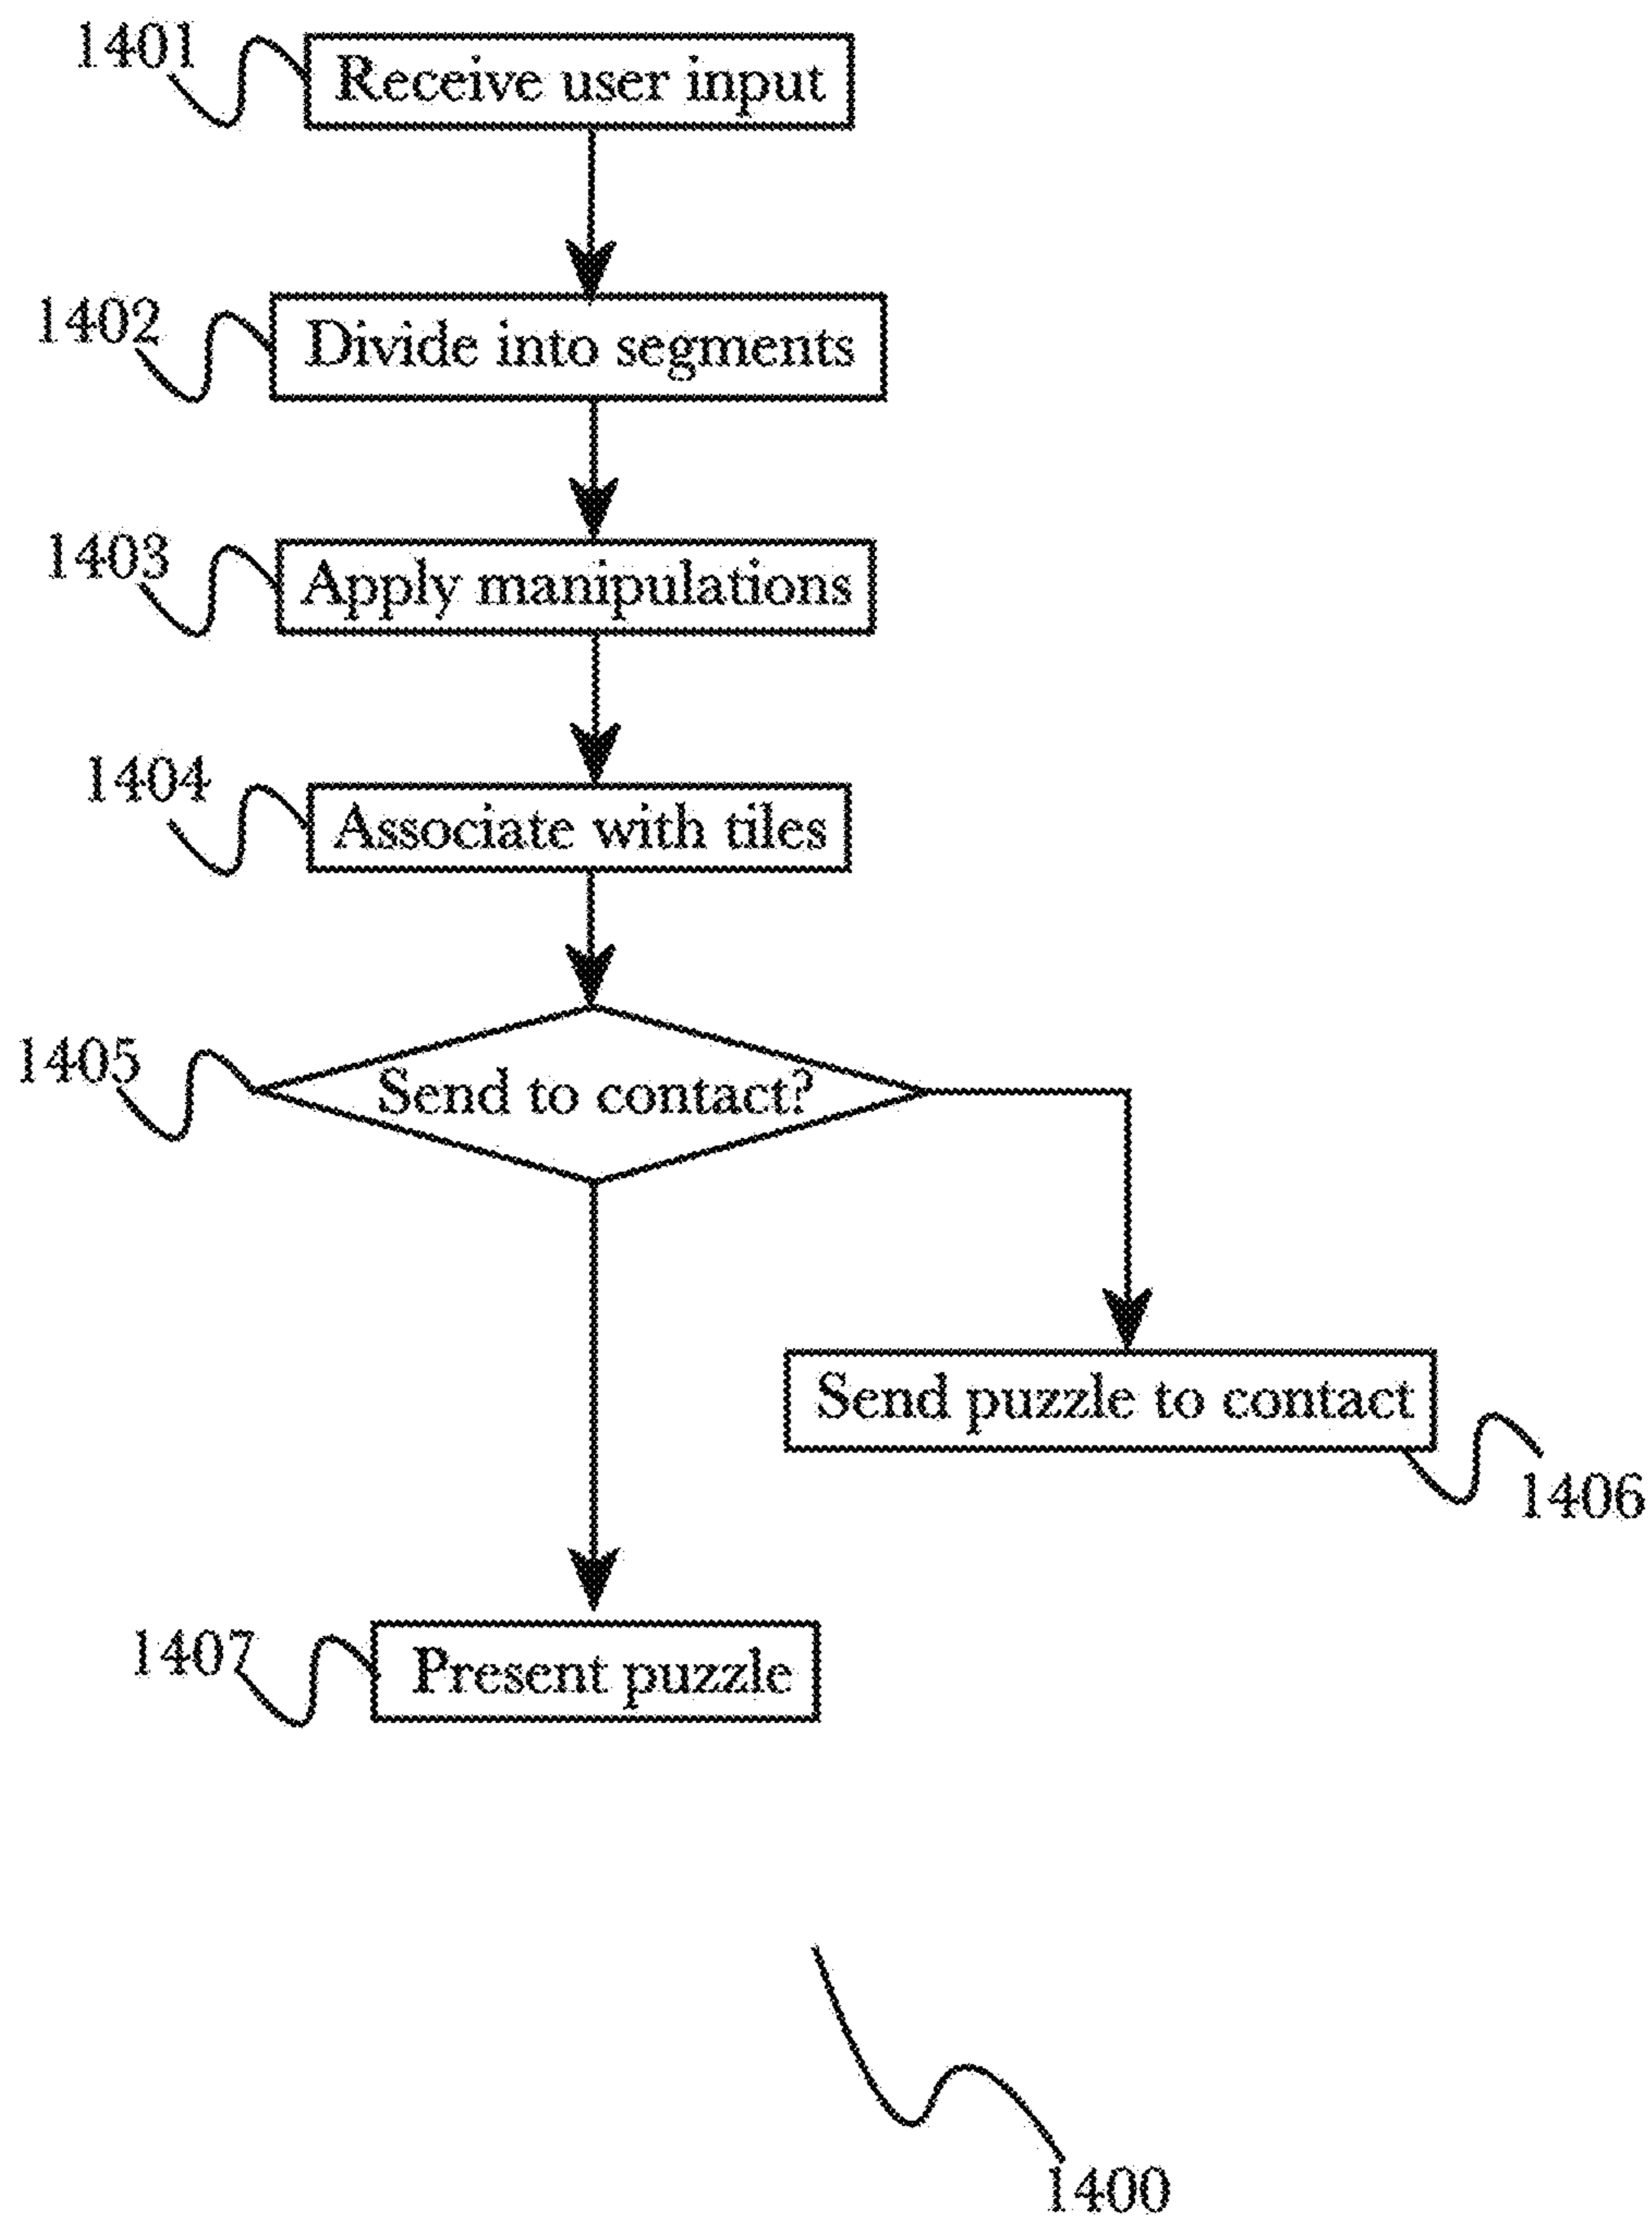 1401
Receive user input
1402
Divide into segments
1403
Apply manipulations
1404
Associate with tiles
1405
Send to contact?
Send puzzle to contact
1406
1407
Present puzzle
1400